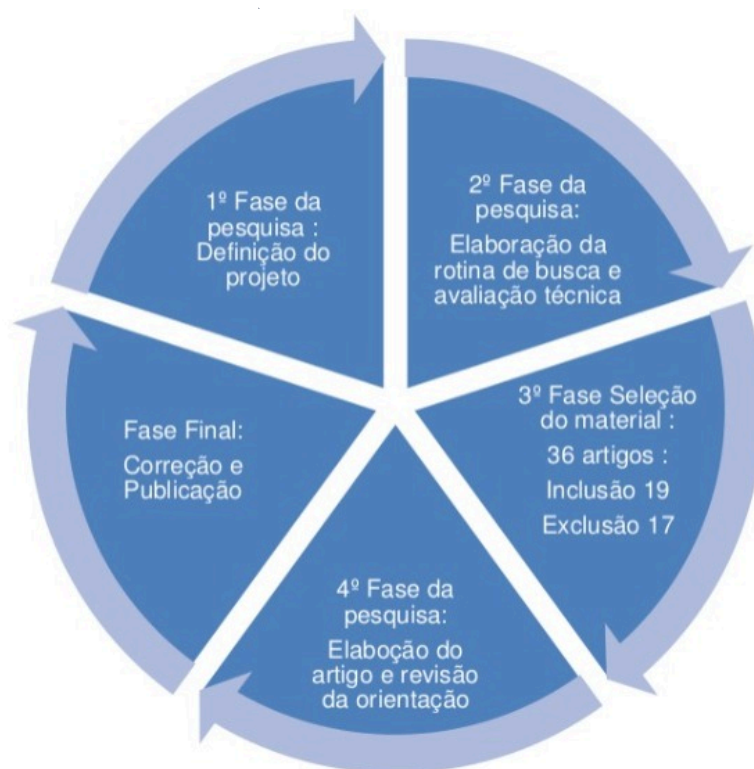 1º Fase da
pesquisa :
Definição do
projeto
2º Fase da
pesquisa:
Elaboração da
rotina de busca e
avaliação técnica
3º Fase Seleção
do material :
36 artigos :
Inclusão 19
Exclusão 17
4º Fase da
pesquisa:
Elaboção do
artigo e revisão
da orientação
Fase Final:
Correção e
Publicação